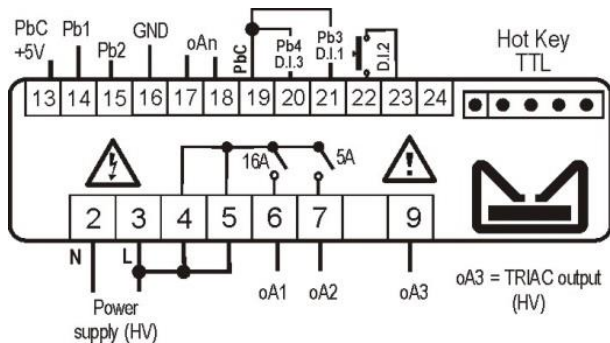 PbC
+5V
Pb1
Pb2
GND
oAn
PbC
Pb4
D.I.3
Pb3
D.I.1
D.I.2
Hot Key
TTL
13 14 15 16 17 18 19 20 21 22 23 24
16A
5A
2 3 4 5 6 7 9
N
L
Power
supply (HV)
oA1
oA2
oA3
oA3 = TRIAC output
(HV)